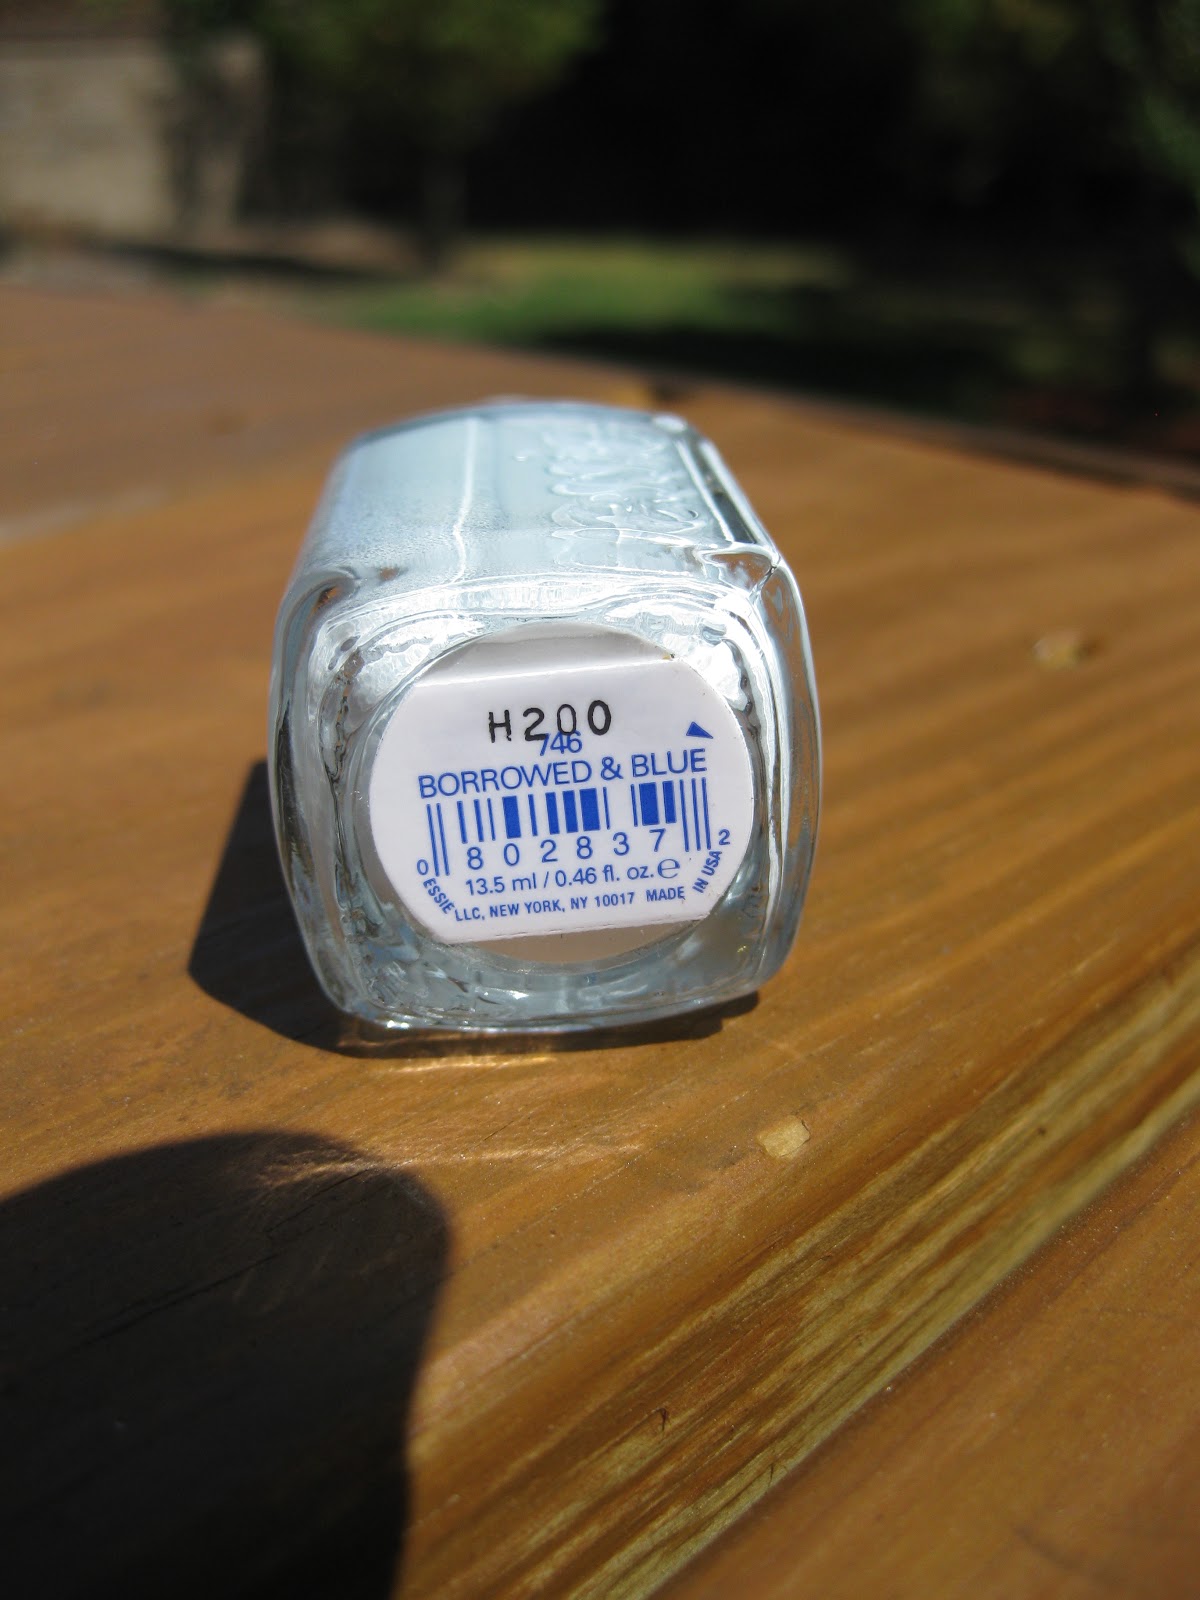 essie
H200
746
BORROWED & BLUE
0 802837 2
13.5 ml / 0.46 fl. oz. ℮
ESSIE LLC, NEW YORK, NY 10017 MADE IN USA